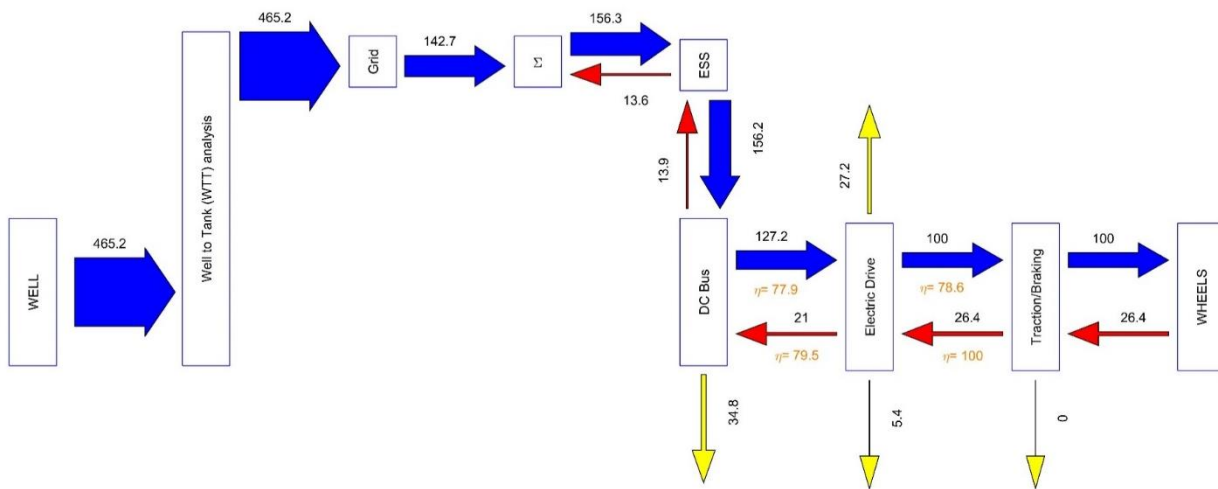 465.2
156.3
142.7
Grid
Σ
ESS
13.6
Well to Tank (WTT) analysis
156.2
13.9
27.2
465.2
WELL
127.2
100
100
DC Bus
η= 77.9
Electric Drive
η= 78.6
Traction/Braking
WHEELS
21
26.4
26.4
η= 79.5
η= 100
34.8
5.4
0